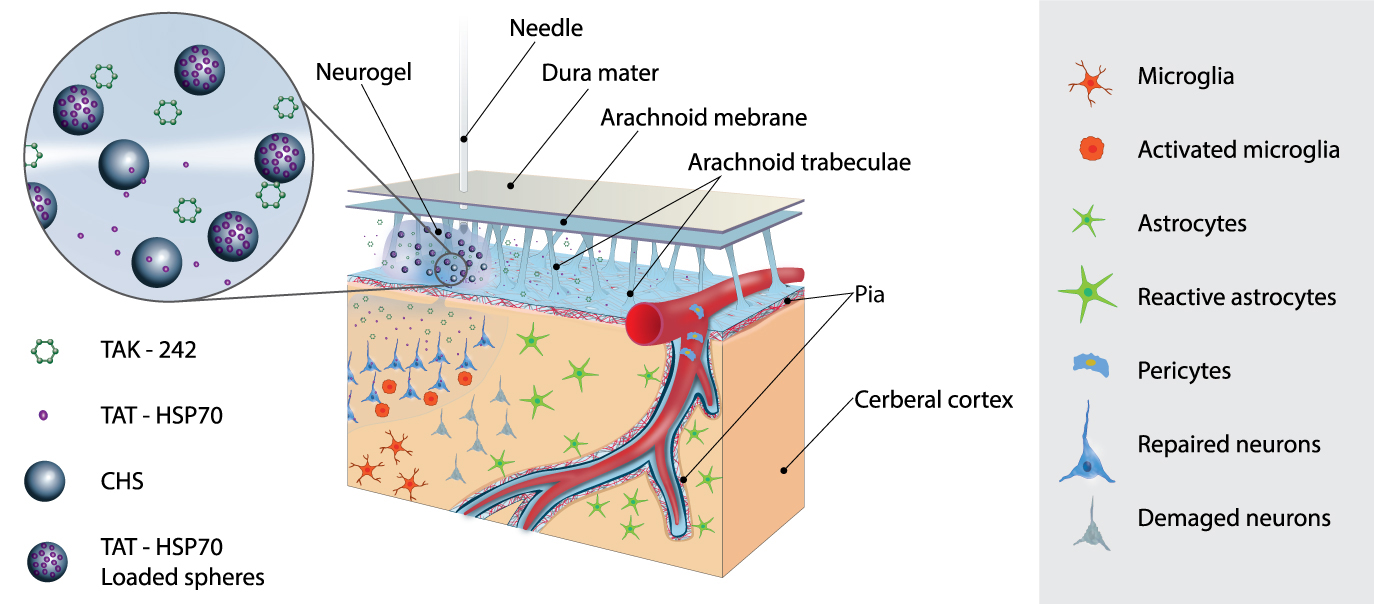 Needle
Neurogel
Dura mater
Arachnoid mebrane
Arachnoid trabeculae
Pia
Cerberal cortex
TAK - 242
TAT - HSP70
CHS
TAT - HSP70
Loaded spheres
Microglia
Activated microglia
Astrocytes
Reactive astrocytes
Pericytes
Repaired neurons
Demaged neurons